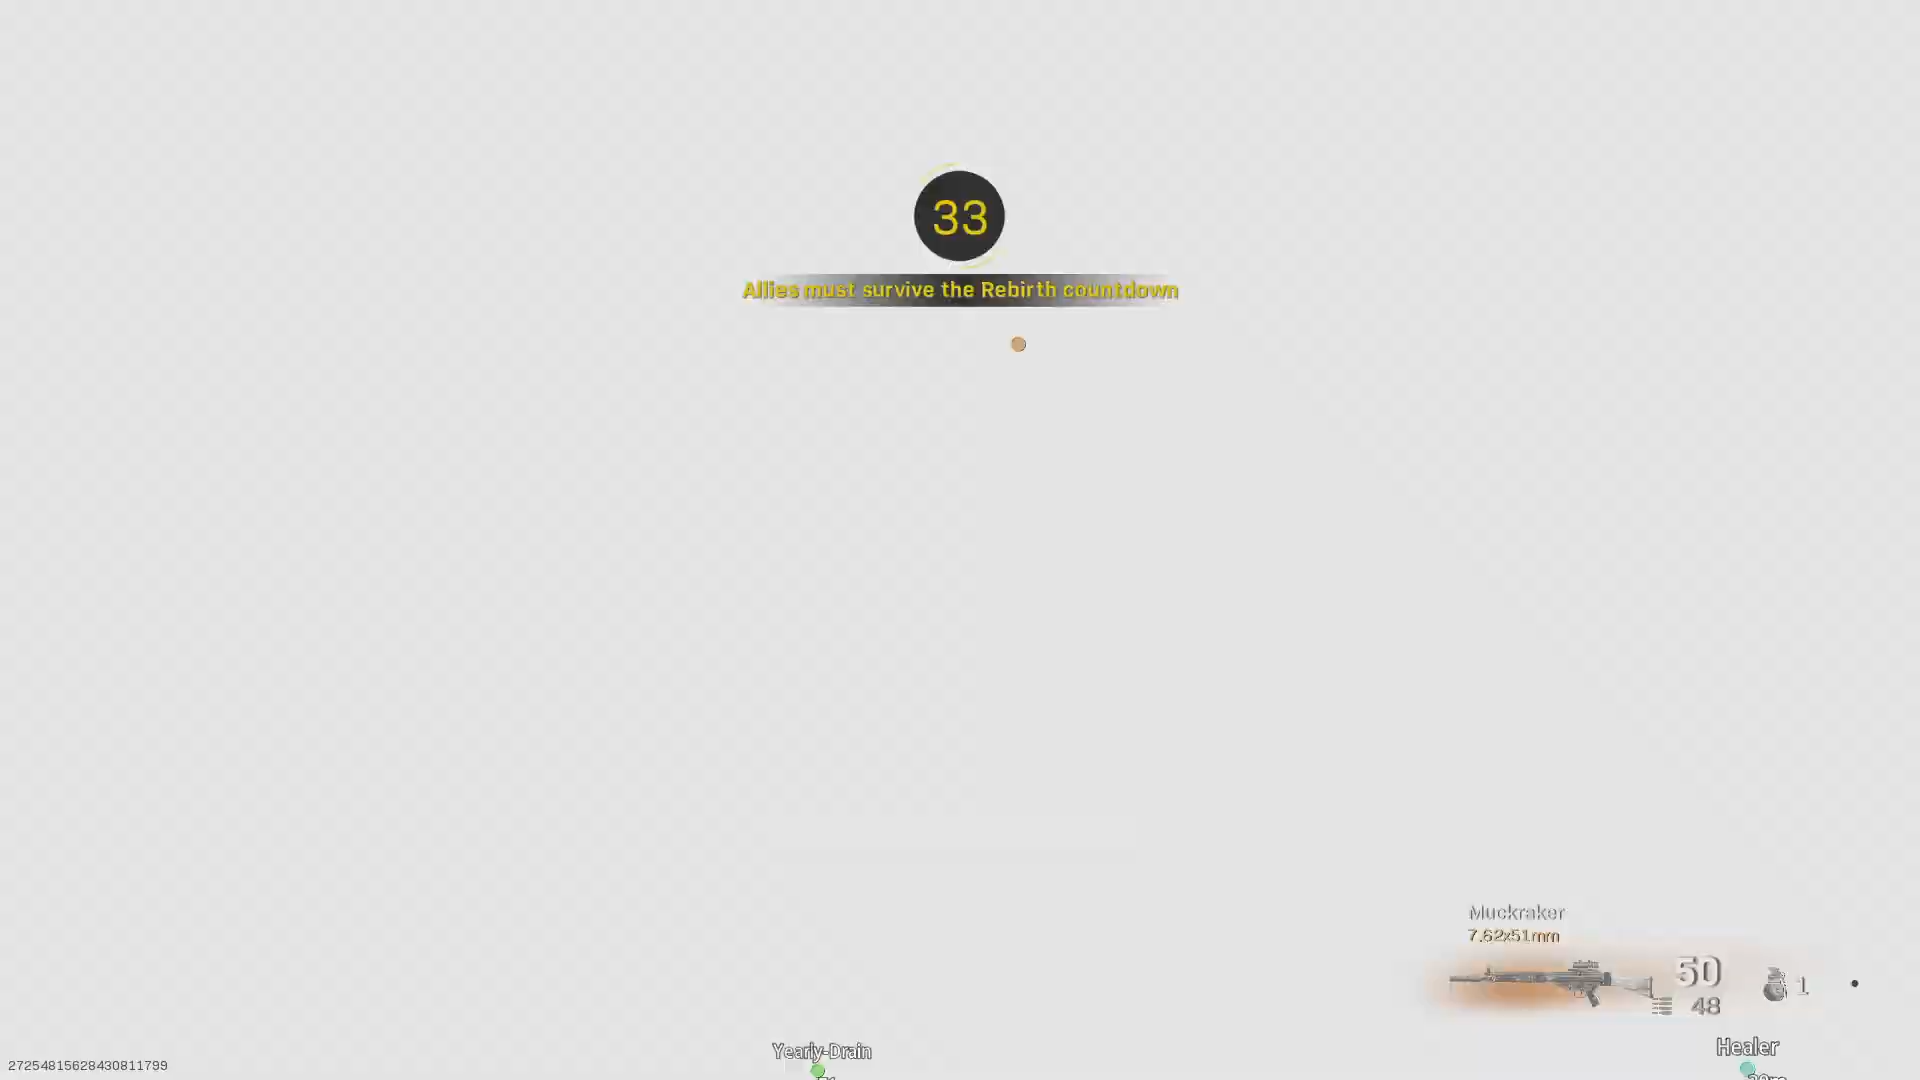 33
Allies must survive the Rebirth countdown
Muckraker
7.62x51mm
50
48
1
Yearly-Drain
Healer
27254815628430811799